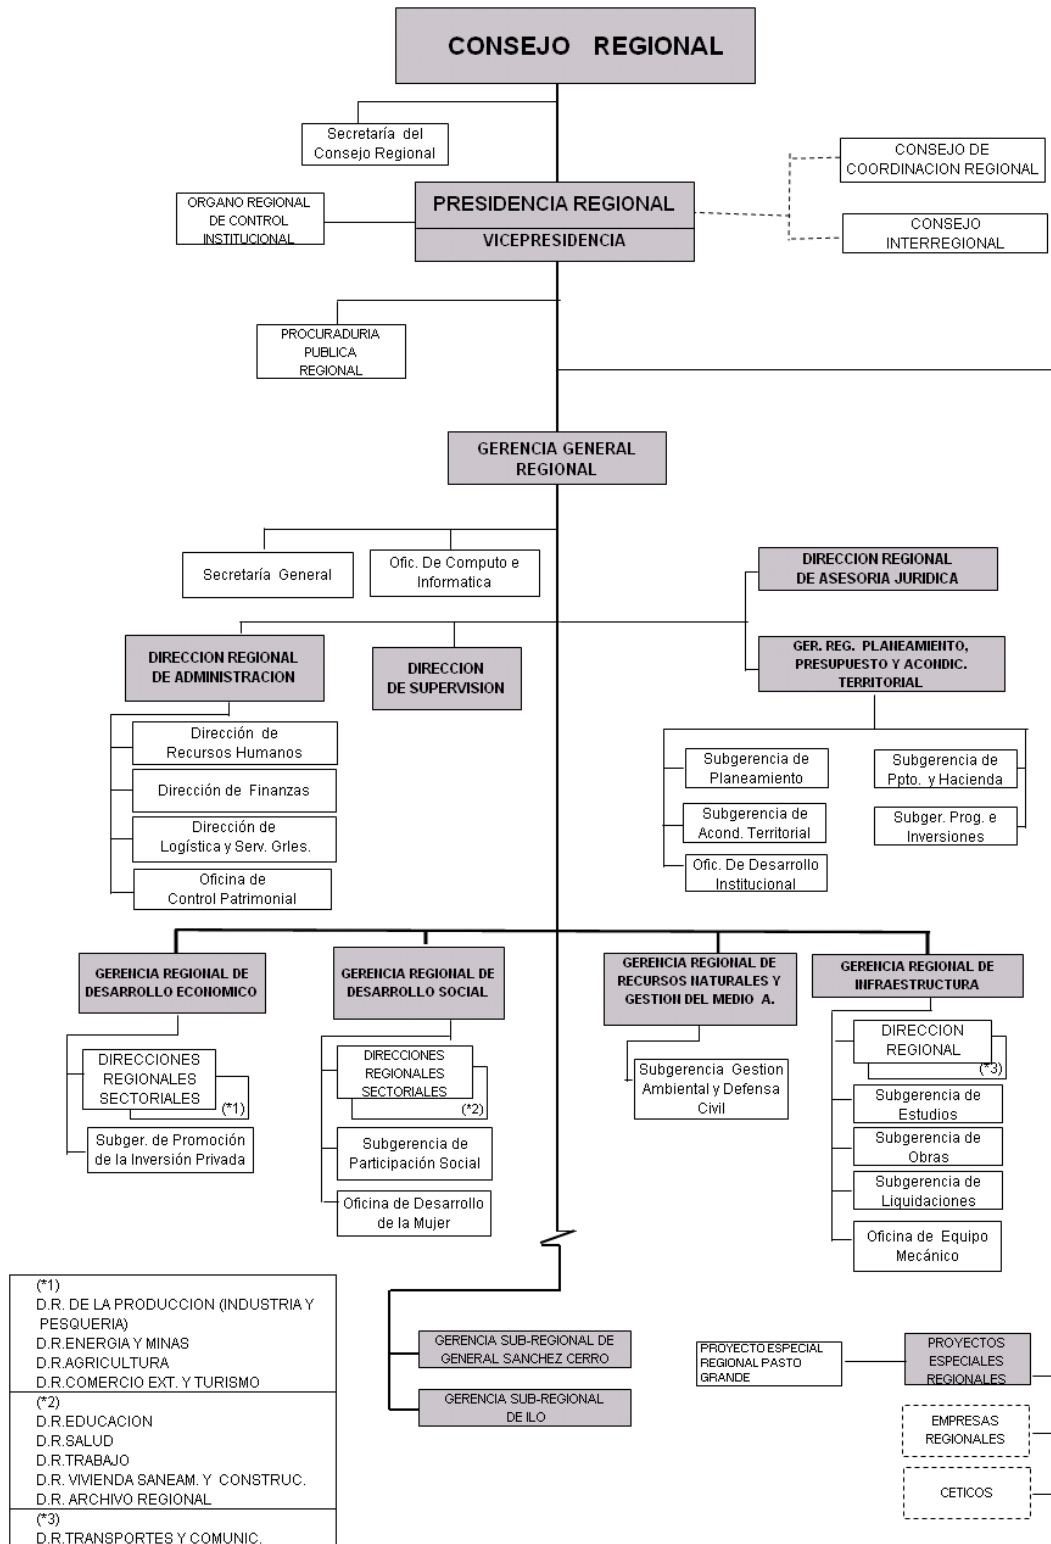 CONSEJO REGIONAL
Secretaría del
Consejo Regional
CONSEJO DE
COORDINACION REGIONAL
ORGANO REGIONAL
DE CONTROL
INSTITUCIONAL
PRESIDENCIA REGIONAL
VICEPRESIDENCIA
CONSEJO
INTERREGIONAL
PROCURADURIA
PUBLICA
REGIONAL
GERENCIA GENERAL
REGIONAL
Secretaría General
Ofic. De Computo e
Informatica
DIRECCION REGIONAL
DE ASESORIA JURIDICA
DIRECCION REGIONAL
DE ADMINISTRACION
DIRECCION
DE SUPERVISION
GER. REG. PLANEAMIENTO,
PRESUPUESTO Y ACONDIC.
TERRITORIAL
Dirección de
Recursos Humanos
Dirección de Finanzas
Dirección de
Logística y Serv. Grles.
Oficina de
Control Patrimonial
Subgerencia de
Planeamiento
Subgerencia de
Acond. Territorial
Ofic. De Desarrollo
Institucional
Subgerencia de
Ppto. y Hacienda
Subger. Prog. e
Inversiones
GERENCIA REGIONAL DE
DESARROLLO ECONOMICO
GERENCIA REGIONAL DE
DESARROLLO SOCIAL
GERENCIA REGIONAL DE
RECURSOS NATURALES Y
GESTION DEL MEDIO A.
GERENCIA REGIONAL DE
INFRAESTRUCTURA
DIRECCIONES
REGIONALES
SECTORIALES
(*1)
Subger. de Promoción
de la Inversión Privada
DIRECCIONES
REGIONALES
SECTORIALES
(*2)
Subgerencia de
Participación Social
Oficina de Desarrollo
de la Mujer
Subgerencia Gestion
Ambiental y Defensa
Civil
DIRECCION
REGIONAL
(*3)
Subgerencia de
Estudios
Subgerencia de
Obras
Subgerencia de
Liquidaciones
Oficina de Equipo
Mecánico
(*1)
D.R. DE LA PRODUCCION (INDUSTRIA Y
PESQUERIA)
D.R.ENERGIA Y MINAS
D.R.AGRICULTURA
D.R.COMERCIO EXT. Y TURISMO
(*2)
D.R.EDUCACION
D.R.SALUD
D.R.TRABAJO
D.R. VIVIENDA SANEAM. Y CONSTRUC.
D.R. ARCHIVO REGIONAL
(*3)
D.R.TRANSPORTES Y COMUNIC.
GERENCIA SUB-REGIONAL DE
GENERAL SANCHEZ CERRO
GERENCIA SUB-REGIONAL
DE ILO
PROYECTO ESPECIAL
REGIONAL PASTO
GRANDE
PROYECTOS
ESPECIALES
REGIONALES
EMPRESAS
REGIONALES
CETICOS